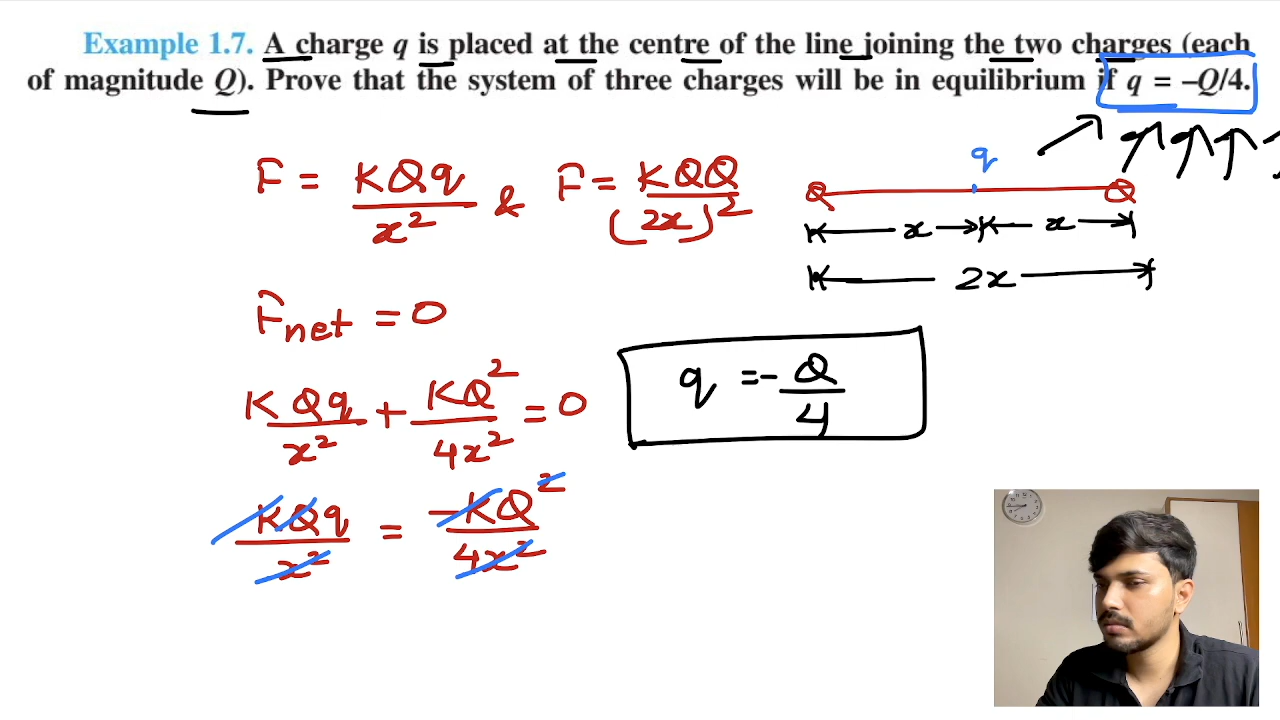 Example 1.7. A charge q is placed at the centre of the line joining the two charges (each
of magnitude Q). Prove that the system of three charges will be in equilibrium if q = –Q/4.
F = KQq/x² & F = KQQ/(2x)²
q
Q Q
x x
2x
Fnet = 0
KQq/x² + KQ²/4x² = 0
q = -Q/4
KQq/x² = -KQ²/4x²